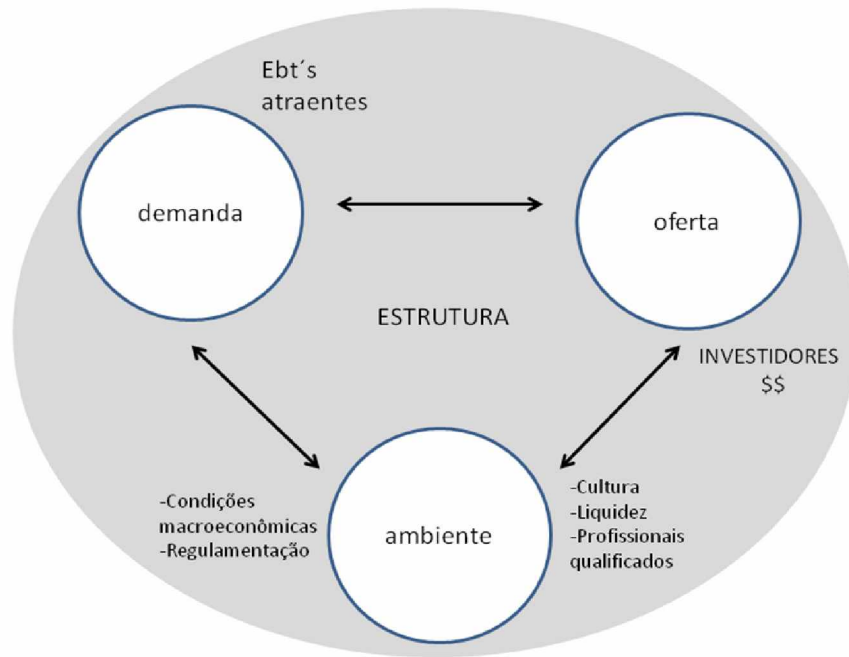 Ebt´s
atraentes
demanda
oferta
ESTRUTURA
INVESTIDORES
$$
-Condições
macroeconômicas
-Regulamentação
ambiente
-Cultura
-Liquidez
-Profissionais
qualificados